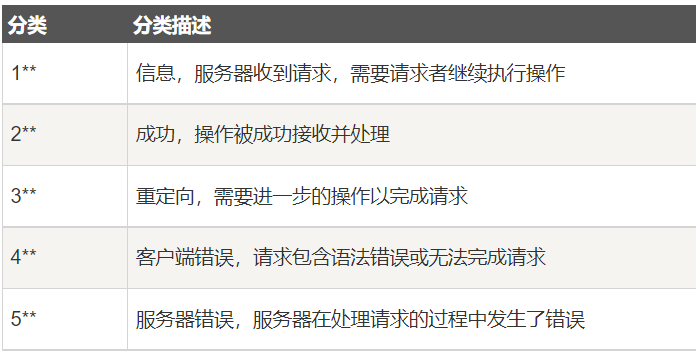 分类 分类描述
1** 信息，服务器收到请求，需要请求者继续执行操作
2** 成功，操作被成功接收并处理
3** 重定向，需要进一步的操作以完成请求
4** 客户端错误，请求包含语法错误或无法完成请求
5** 服务器错误，服务器在处理请求的过程中发生了错误